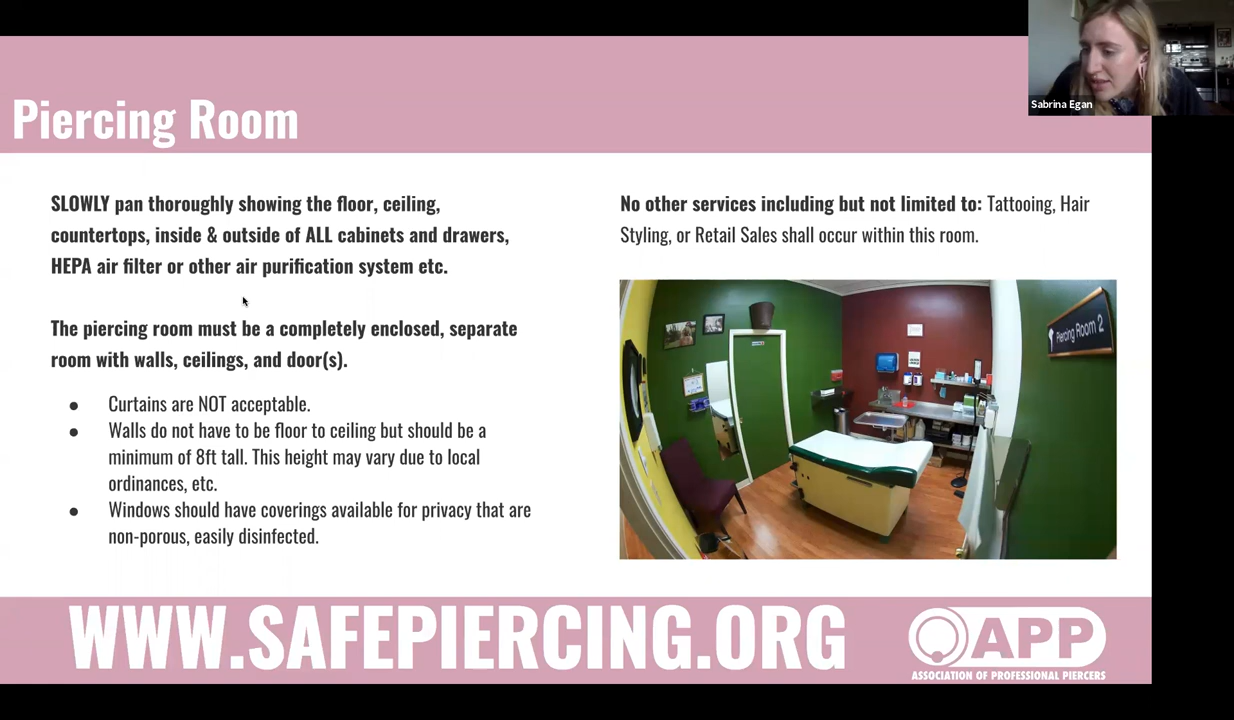 Sabrina Egan
Piercing Room
SLOWLY pan thoroughly showing the floor, ceiling,
countertops, inside & outside of ALL cabinets and drawers,
HEPA air filter or other air purification system etc.
The piercing room must be a completely enclosed, separate
room with walls, ceilings, and door(s).
● Curtains are NOT acceptable.
● Walls do not have to be floor to ceiling but should be a
minimum of 8ft tall. This height may vary due to local
ordinances, etc.
● Windows should have coverings available for privacy that are
non-porous, easily disinfected.
No other services including but not limited to: Tattooing, Hair
Styling, or Retail Sales shall occur within this room.
Piercing Room 2
WWW.SAFEPIERCING.ORG
APP
ASSOCIATION OF PROFESSIONAL PIERCERS